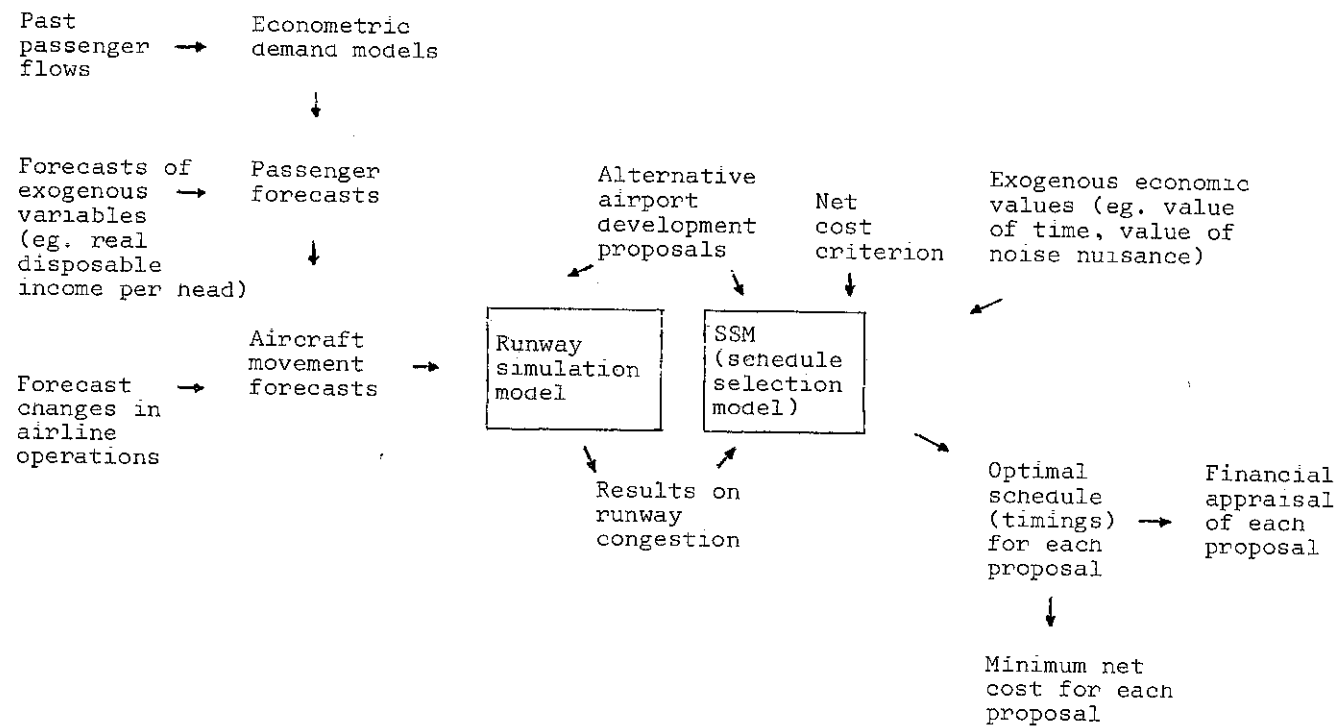 Past
passenger
flows
Econometric
demand models
Forecasts of
exogenous
variables
(eg. real
disposable
income per head)
Passenger
forecasts
Alternative
airport
development
proposals
Net
cost
criterion
Exogenous economic
values (eg. value
of time, value of
noise nuisance)
Forecast
changes in
airline
operations
Aircraft
movement
forecasts
Runway
simulation
model
SSM
(schedule
selection
model)
Results on
runway
congestion
Optimal
schedule
(timings)
for each
proposal
Financial
appraisal
of each
proposal
Minimum net
cost for each
proposal